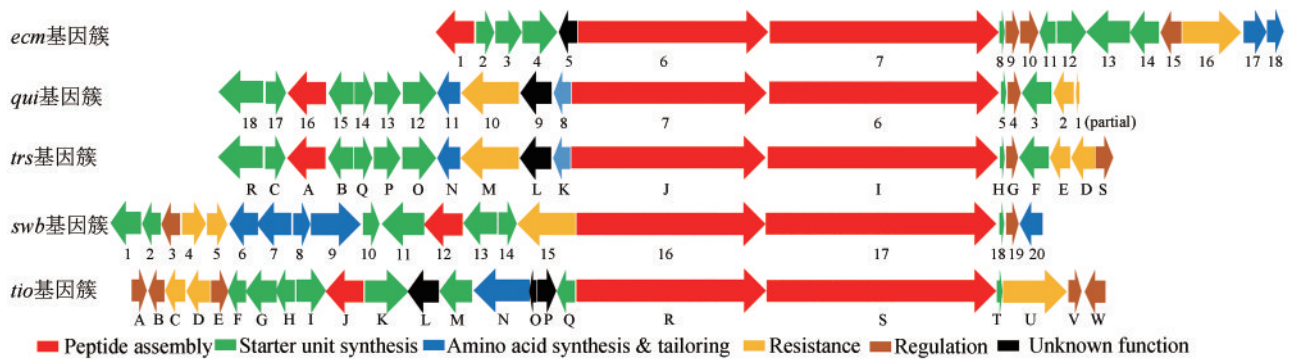 ecm基因簇
1 2 3 4 5 6 7 8 9 10 11 12 13 14 15 16 17 18
qui基因簇
18 17 16 15 14 13 12 11 10 9 8 7 6 5 4 3 2 1 (partial)
trs基因簇
R C A B Q P O N M L K J I H G F E D S
swb基因簇
1 2 3 4 5 6 7 8 9 10 11 12 13 14 15 16 17 18 19 20
tio基因簇
A B C D E F G H I J K L M N O P Q R S T U V W
Peptide assembly Starter unit synthesis Amino acid synthesis & tailoring Resistance Regulation Unknown function